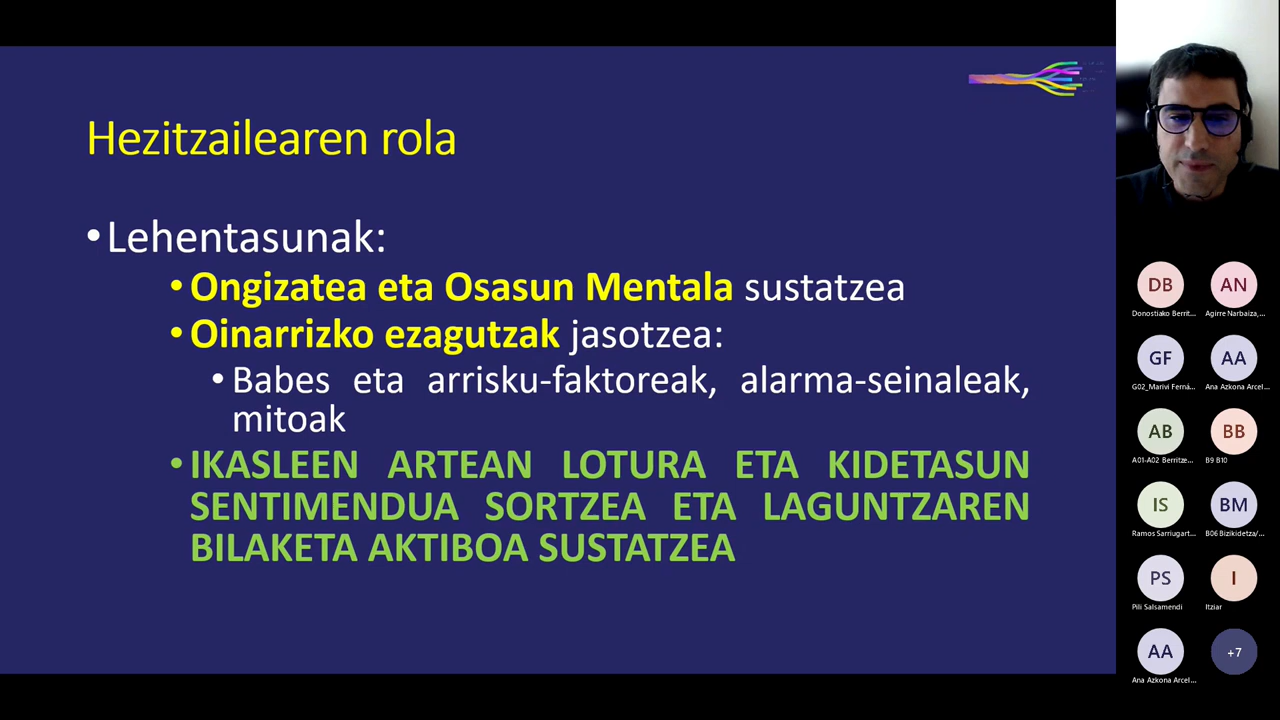 Hezitzailearen rola
•Lehentasunak:
•Ongizatea eta Osasun Mentala sustatzea
•Oinarrizko ezagutzak jasotzea:
•Babes eta arrisku-faktoreak, alarma-seinaleak,
mitoak
•IKASLEEN ARTEAN LOTURA ETA KIDETASUN
SENTIMENDUA SORTZEA ETA LAGUNTZAREN
BILAKETA AKTIBOA SUSTATZEA
DB AN
Donostiako Berrit... Agirre Narbaiza,...
GF AA
G02_Marivi Ferná... Ana Azkona Arcel...
AB BB
A01-A02 Berritze... B9 B10
IS BM
Ramos Sarriugart... B06 Bizikidetza/...
PS I
Pili Salsamendi Itziar
AA +7
Ana Azkona Arcel...